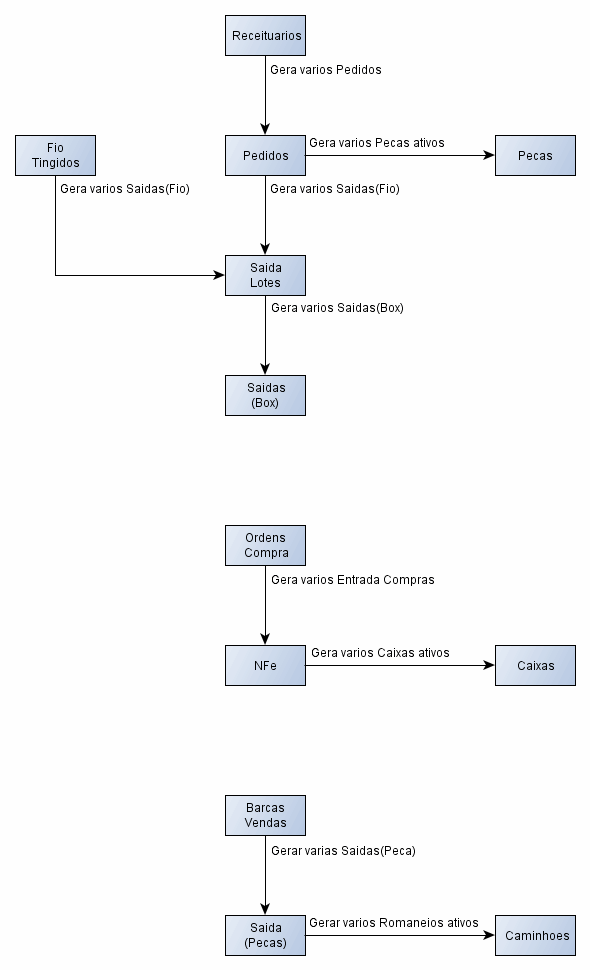 Receituarios
Gera varios Pedidos
Fio
Tingidos
Pedidos
Gera varios Pecas ativos
Pecas
Gera varios Saidas(Fio)
Gera varios Saidas(Fio)
Saida
Lotes
Gera varios Saidas(Box)
Saidas
(Box)
Ordens
Compra
Gera varios Entrada Compras
NFe
Gera varios Caixas ativos
Caixas
Barcas
Vendas
Gerar varias Saidas(Peca)
Saida
(Pecas)
Gerar varios Romaneios ativos
Caminhoes